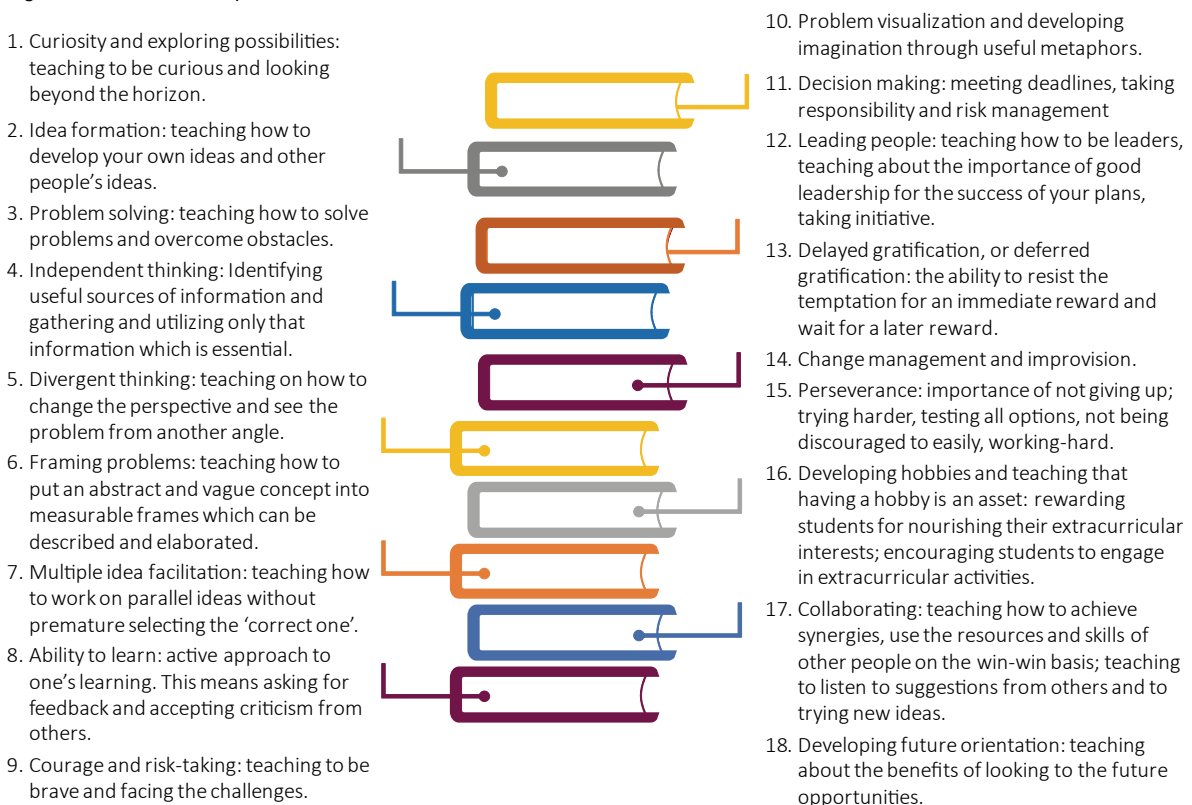 1. Curiosity and exploring possibilities:
teaching to be curious and looking
beyond the horizon.
2. Idea formation: teaching how to
develop your own ideas and other
people's ideas.
3. Problem solving: teaching how to solve
problems and overcome obstacles.
4. Independent thinking: Identifying
useful sources of information and
gathering and utilizing only that
information which is essential.
5. Divergent thinking: teaching on how to
change the perspective and see the
problem from another angle.
6. Framing problems: teaching how to
put an abstract and vague concept into
measurable frames which can be
described and elaborated.
7. Multiple idea facilitation: teaching how
to work on parallel ideas without
premature selecting the ‘correct one’.
8. Ability to learn: active approach to
one's learning. This means asking for
feedback and accepting criticism from
others.
9. Courage and risk-taking: teaching to be
brave and facing the challenges.
10. Problem visualization and developing
imagination through useful metaphors.
11. Decision making: meeting deadlines, taking
responsibility and risk management
12. Leading people: teaching how to be leaders,
teaching about the importance of good
leadership for the success of your plans,
taking initiative.
13. Delayed gratification, or deferred
gratification: the ability to resist the
temptation for an immediate reward and
wait for a later reward.
14. Change management and improvision.
15. Perseverance: importance of not giving up;
trying harder, testing all options, not being
discouraged to easily, working-hard.
16. Developing hobbies and teaching that
having a hobby is an asset: rewarding
students for nourishing their extracurricular
interests; encouraging students to engage
in extracurricular activities.
17. Collaborating: teaching how to achieve
synergies, use the resources and skills of
other people on the win-win basis; teaching
to listen to suggestions from others and to
trying new ideas.
18. Developing future orientation: teaching
about the benefits of looking to the future
opportunities.